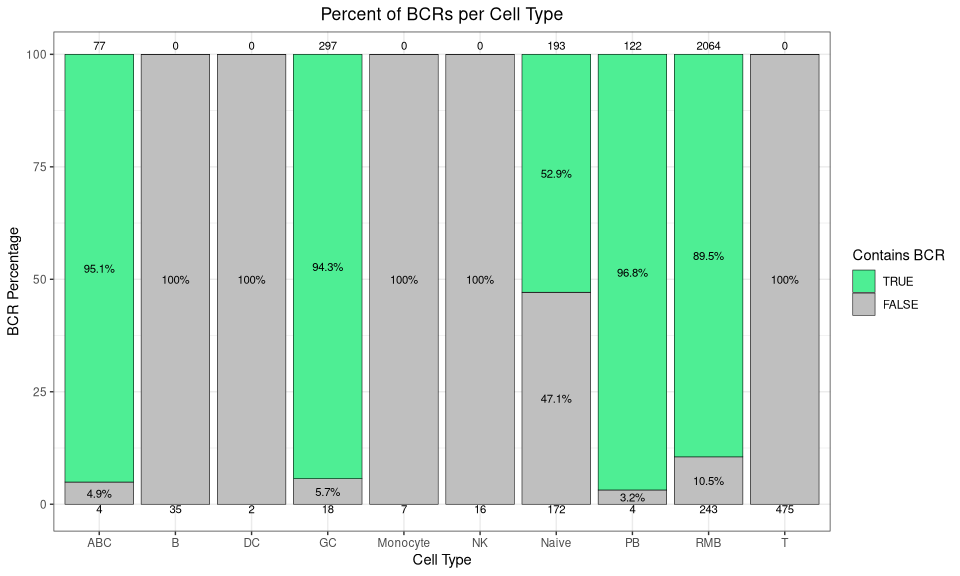 Percent of BCRs per Cell Type
77 0 0 297 0 0 193 122 2064 0
100
75
50
25
0
BCR Percentage
95.1% 100% 100% 94.3% 100% 100% 52.9% 96.8% 89.5% 100%
47.1%
4.9% 5.7% 3.2% 10.5%
4 35 2 18 7 16 172 4 243 475
ABC B DC GC Monocyte NK Naive PB RMB T
Cell Type
Contains BCR
TRUE
FALSE